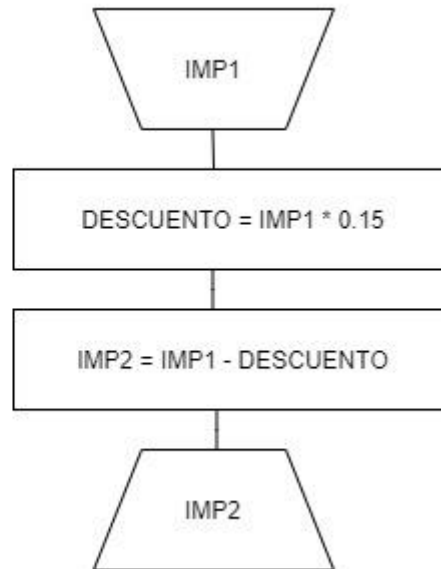 IMP1
DESCUENTO = IMP1 * 0.15
IMP2 = IMP1 - DESCUENTO
IMP2